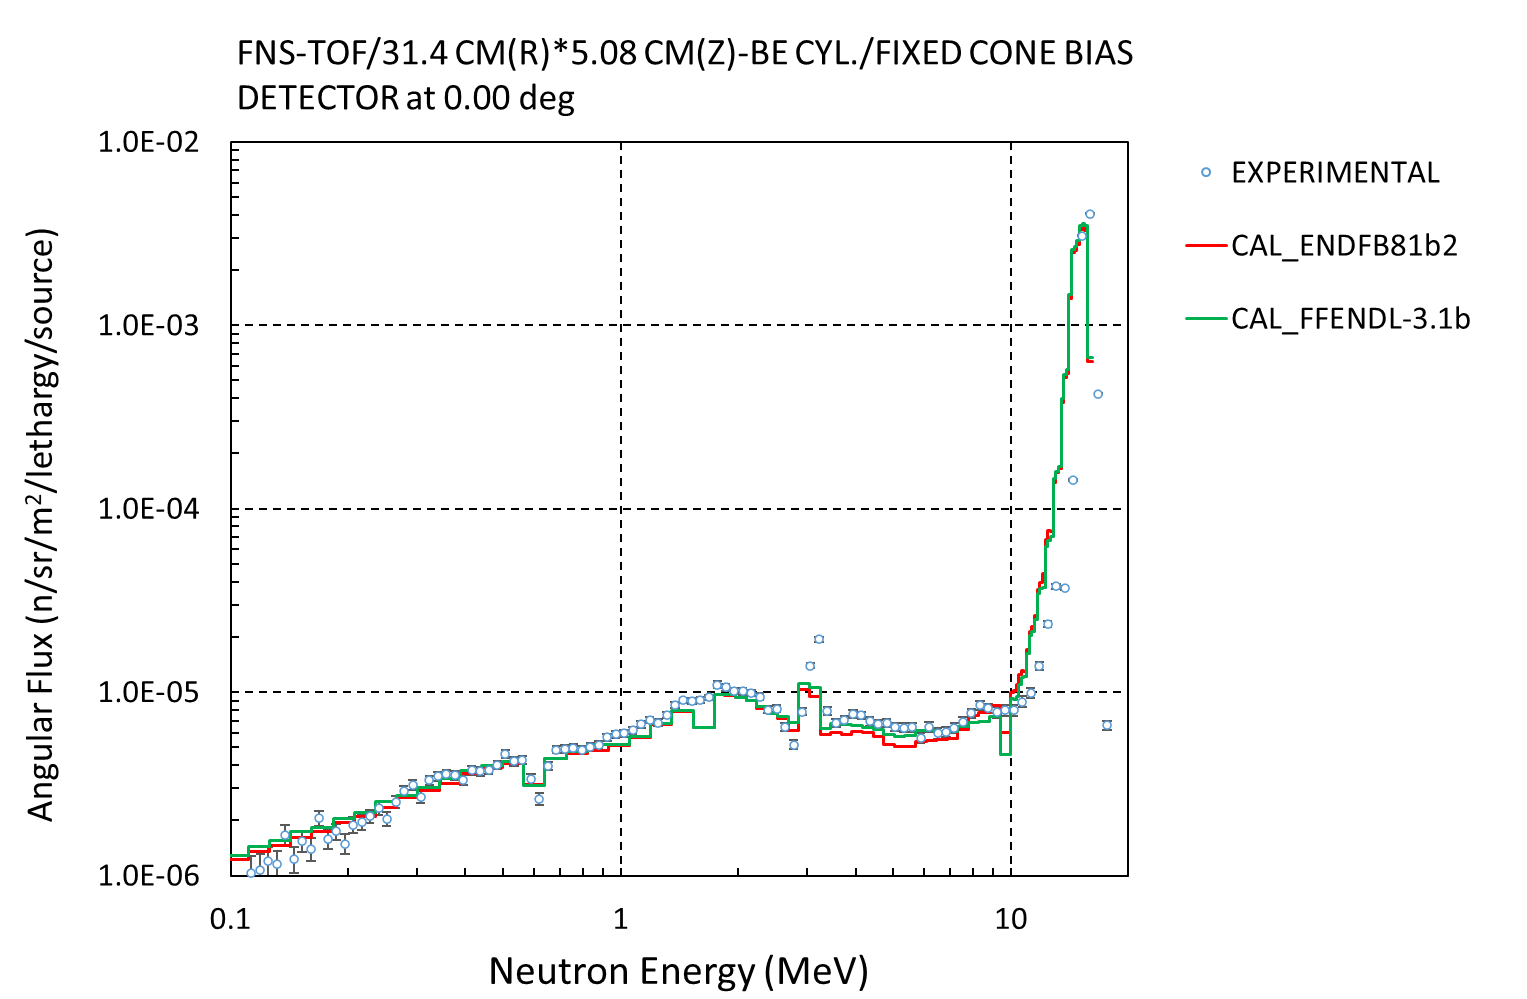 FNS-TOF/31.4 CM(R)*5.08 CM(Z)-BE CYL./FIXED CONE BIAS
DETECTOR at 0.00 deg
1.0E-02
1.0E-03
1.0E-04
1.0E-05
1.0E-06
Angular Flux (n/sr/m²/lethargy/source)
0.1
1
10
Neutron Energy (MeV)
EXPERIMENTAL
CAL_ENDFB81b2
CAL_FFENDL-3.1b